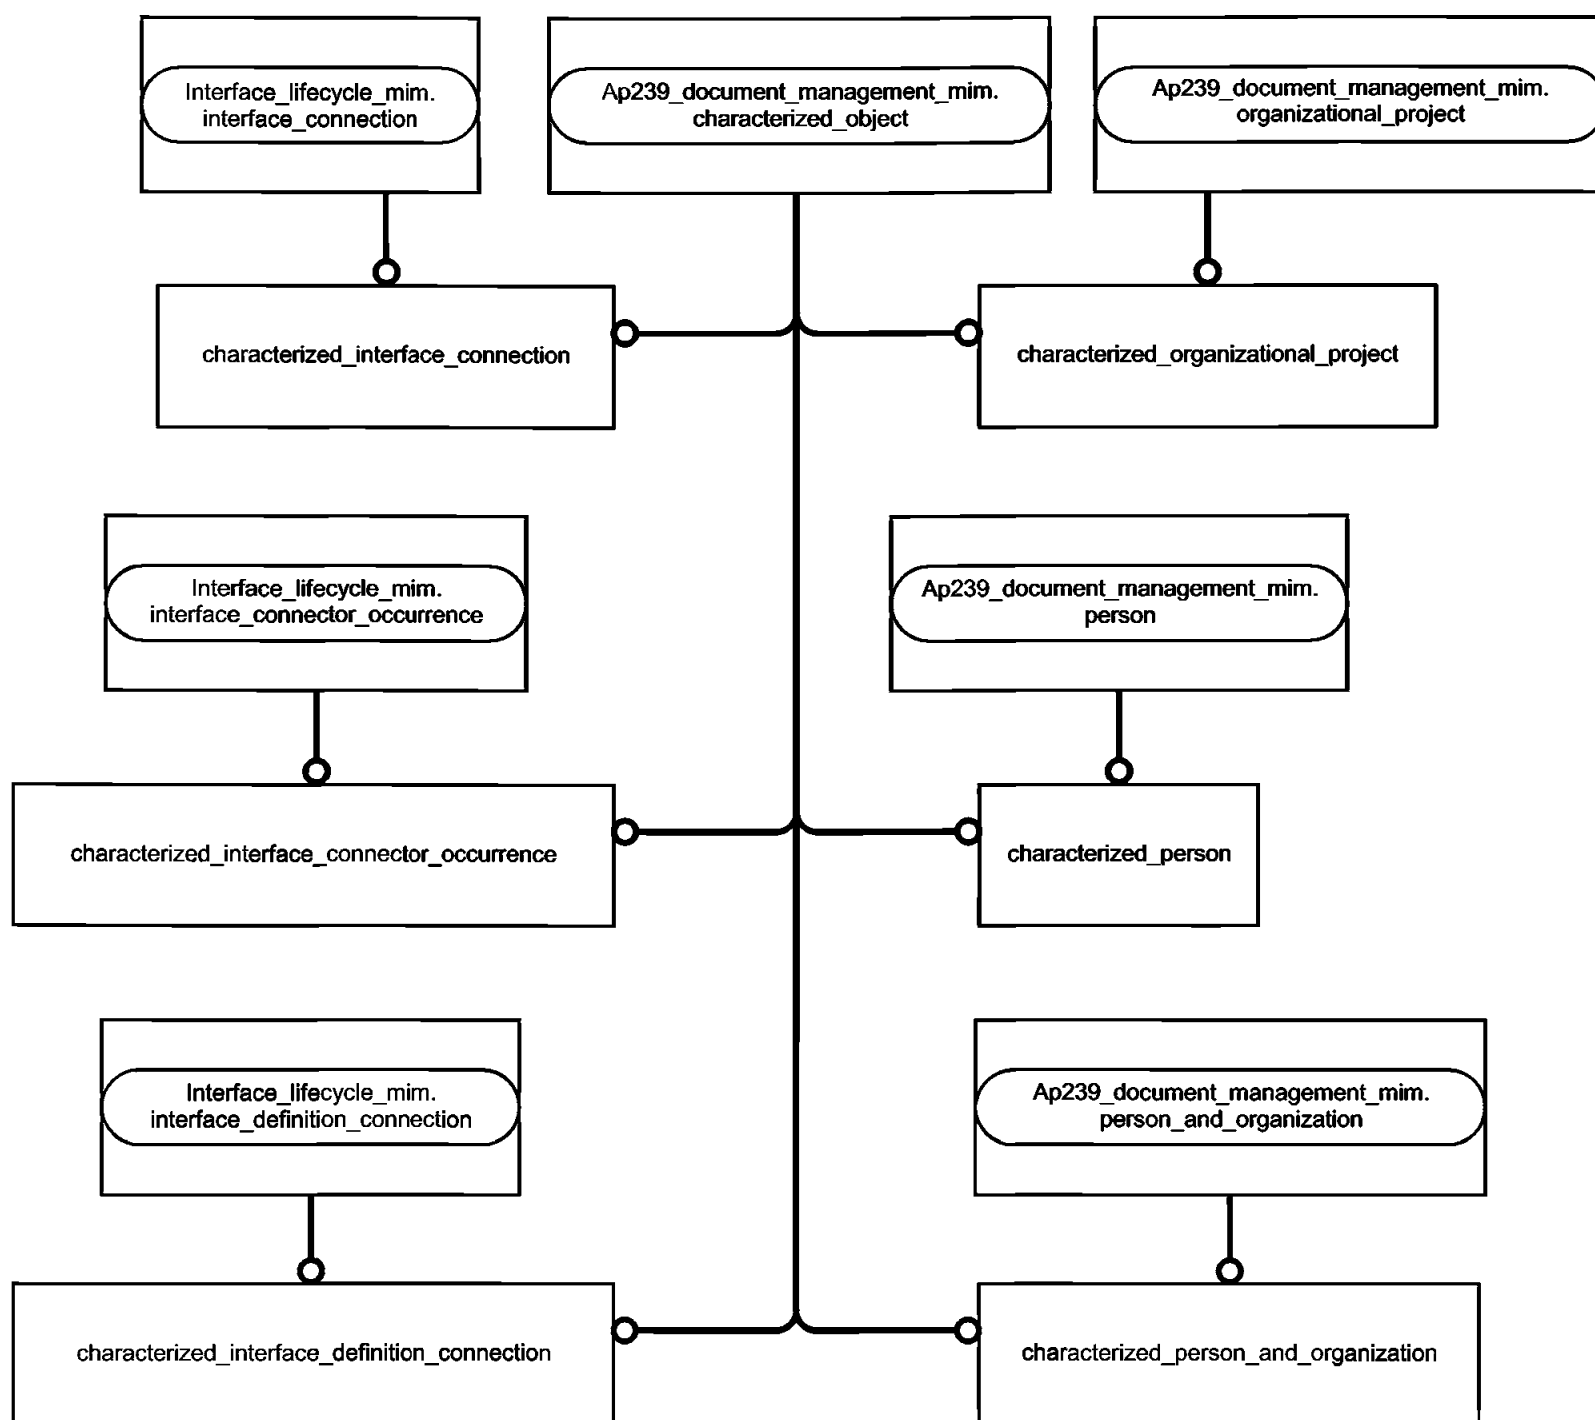 Interface_lifecycle_mim.
interface_connection
Ap239_document_management_mim.
characterized_object
Ap239_document_management_mim.
organizational_project
characterized_interface_connection
characterized_organizational_project
Interface_lifecycle_mim.
interface_connector_occurrence
Ap239_document_management_mim.
person
characterized_interface_connector_occurrence
characterized_person
Interface_lifecycle_mim.
interface_definition_connection
Ap239_document_management_mim.
person_and_organization
characterized_interface_definition_connection
characterized_person_and_organization